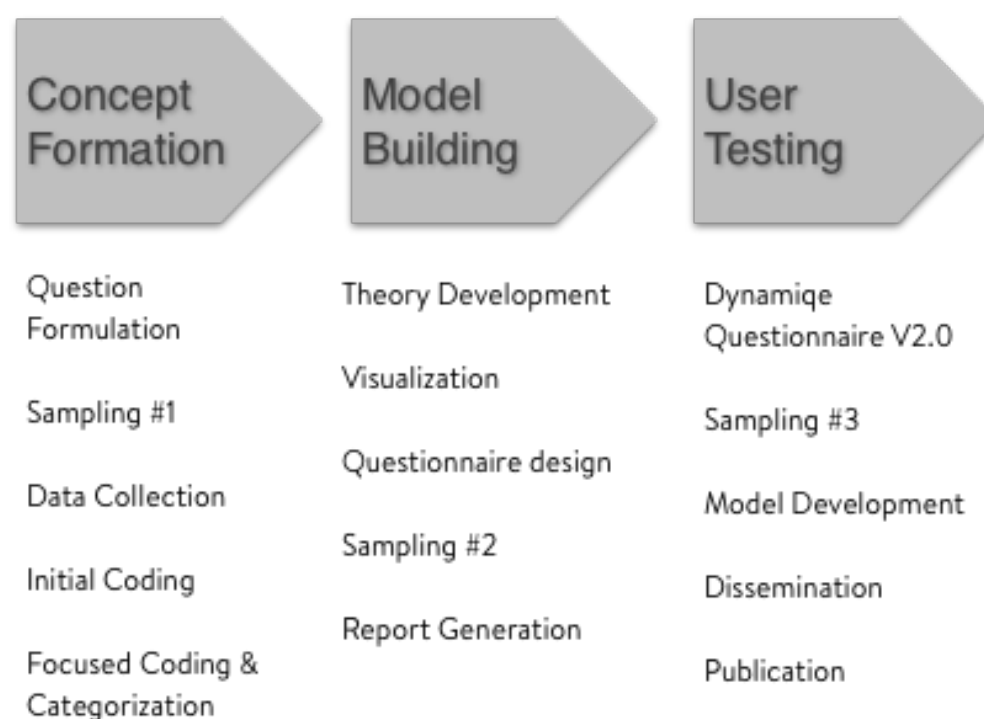 Concept
Formation
Model
Building
User
Testing
Question
Formulation
Sampling #1
Data Collection
Initial Coding
Focused Coding &
Categorization
Theory Development
Visualization
Questionnaire design
Sampling #2
Report Generation
Dynamiqe
Questionnaire V2.0
Sampling #3
Model Development
Dissemination
Publication